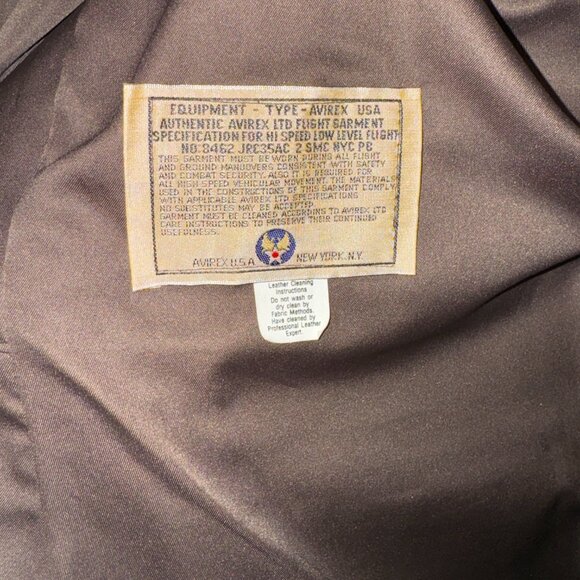 EQUIPMENT - TYPE - AVIREX USA
AUTHENTIC AVIREX LTD FLIGHT GARMENT
SPECIFICATION FOR HI SPEED LOW LEVEL FLIGHT
NO. 8462 JRC35AC 2 SMC NYC PB
THIS GARMENT MUST BE WORN DURING ALL FLIGHT
AND GROUND MANUOVERS CONSISTENT WITH SAFETY
AND COMBAT SECURITY. ALSO IT IS REQUIRED FOR
ALL HIGH SPEED VEHICULAR MOVEMENT. THE MATERIALS
USED IN THE CONSTRUCTION OF THIS GARMENT COMPLY
WITH APPLICABLE AVIREX LTD SPECIFICATIONS
NO SUBSTITUTES MAY BE ACCEPTED.
GARMENT MUST BE CLEANED ACCORDING TO AVIREX LTD
CARE INSTRUCTIONS TO PRESERVE THEIR CONTINUED
USEFULNESS.
AVIREX U.S.A NEW YORK. N.Y.
Leather Cleaning
Instructions
Do not wash or
dry clean by
Fabric Methods.
Have cleaned by
Professional Leather
Expert.